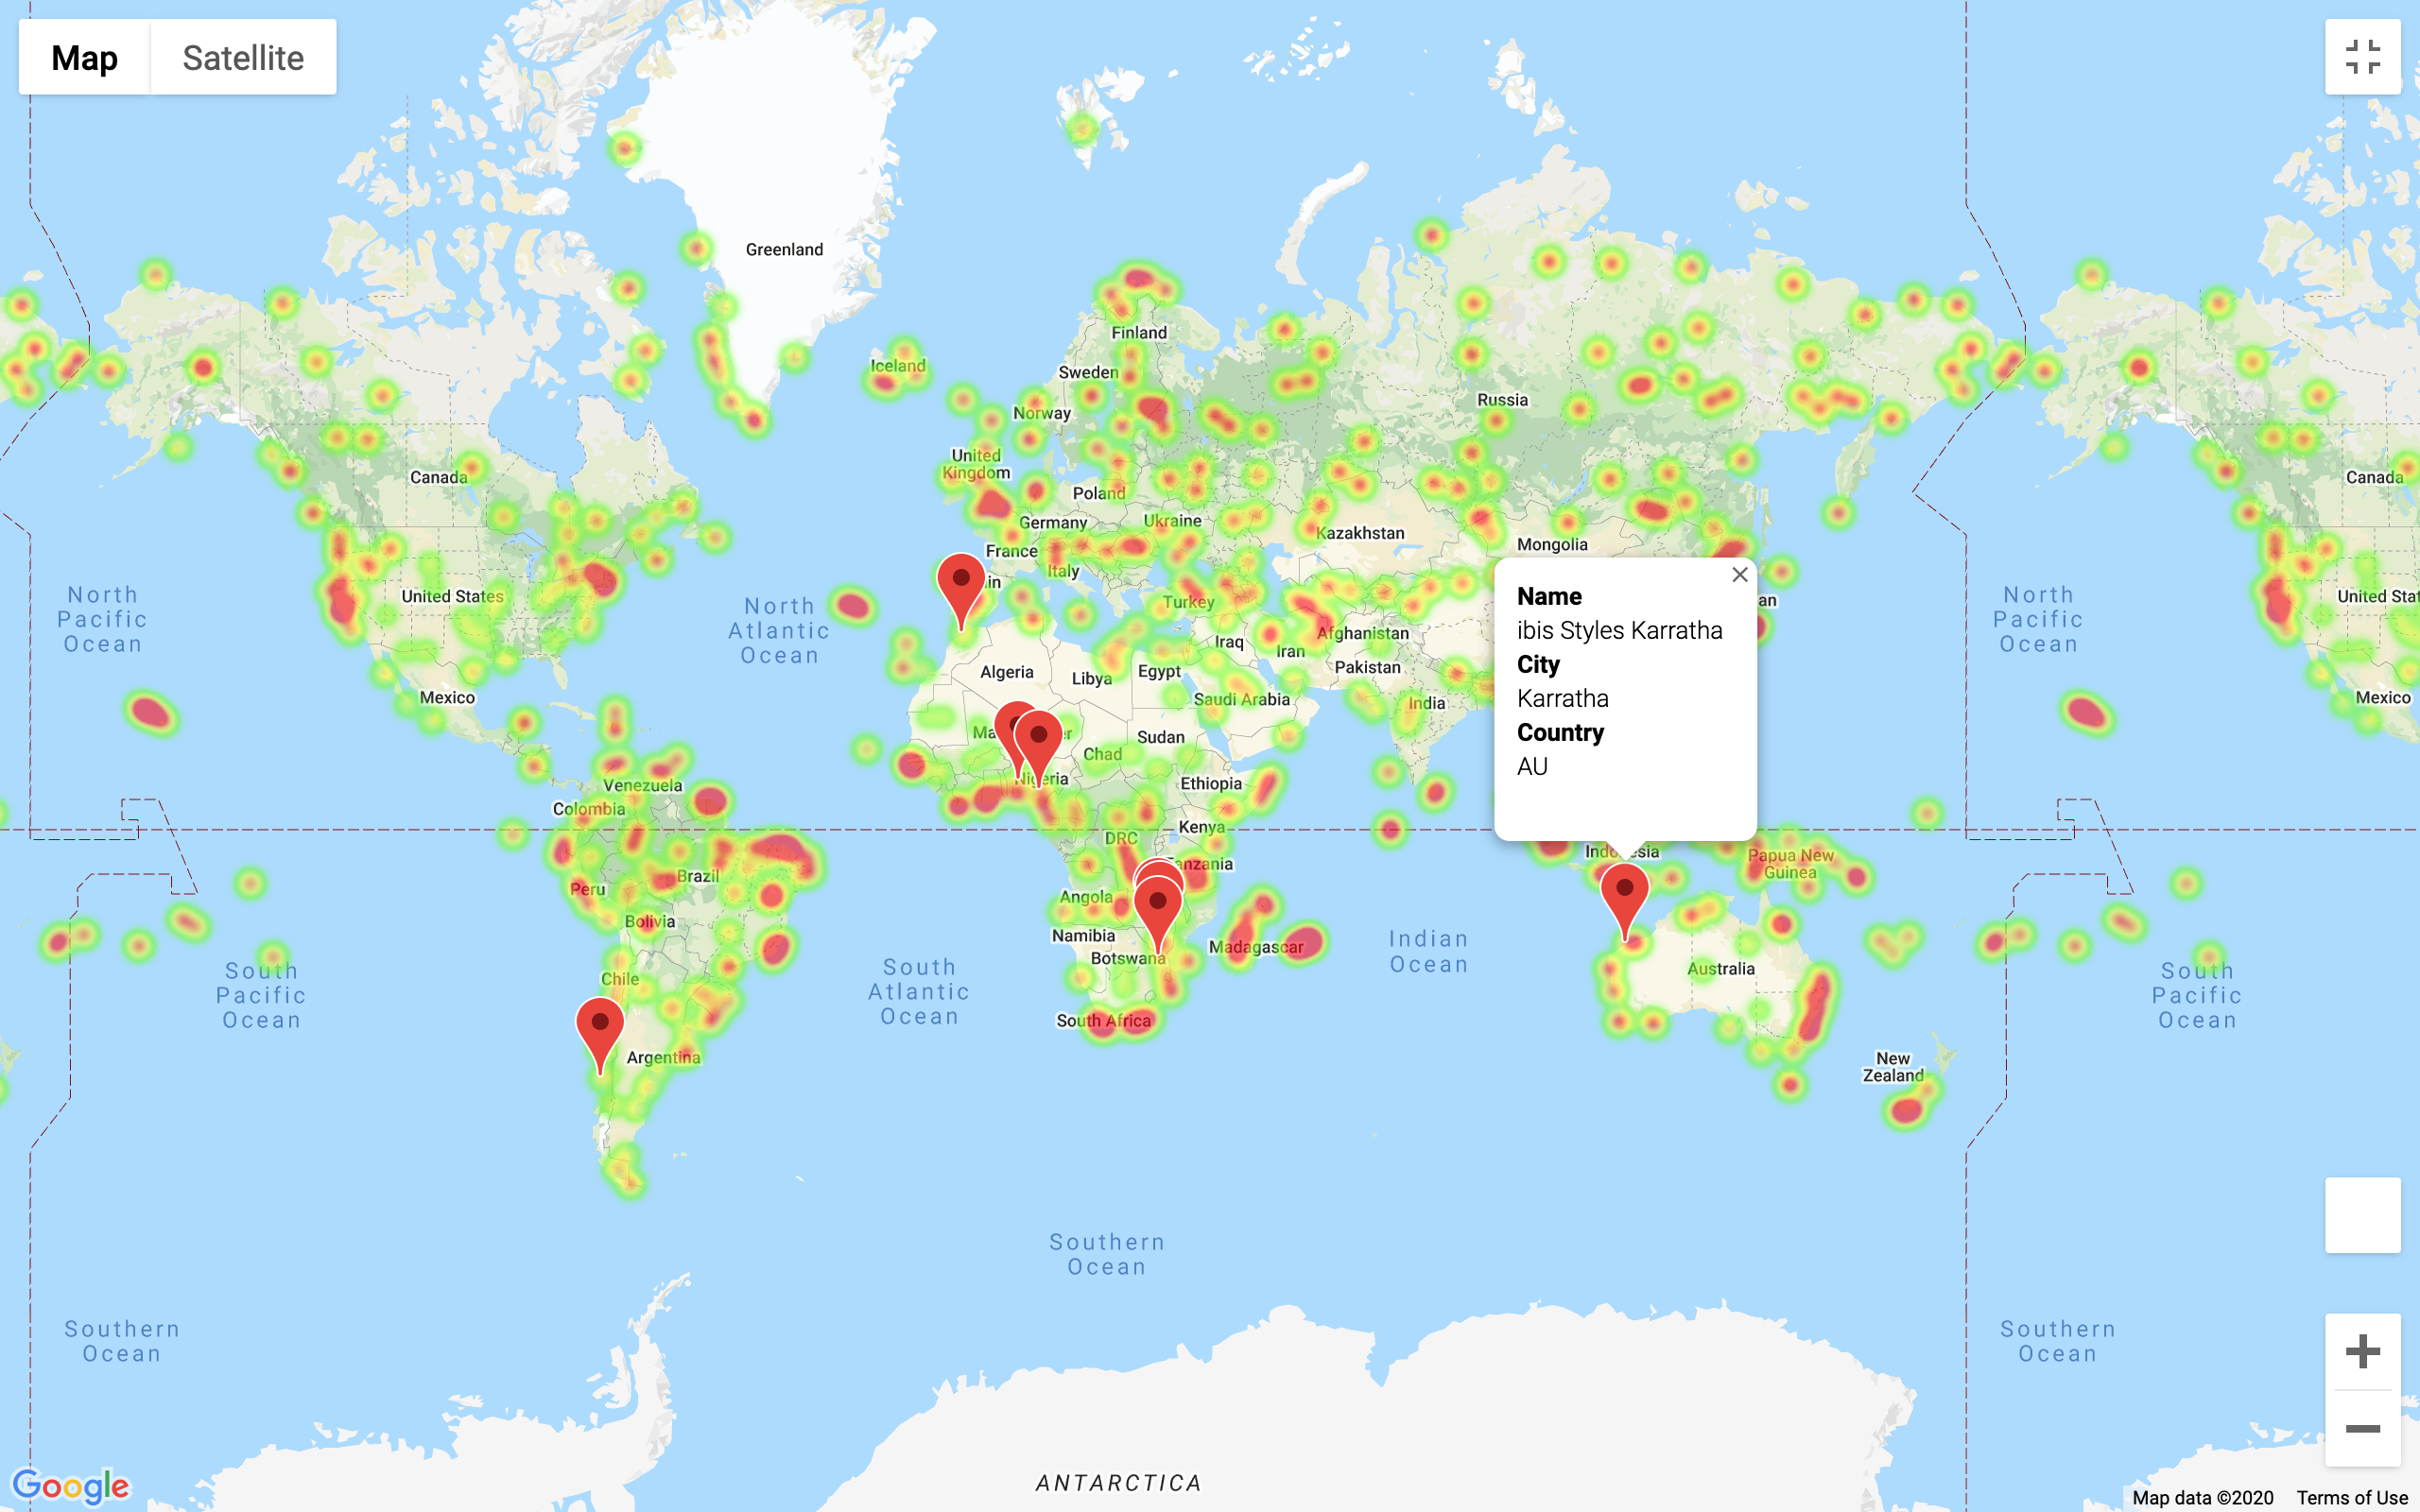 Map
Satellite
Greenland
Finland
Iceland
Sweden
Norway
Russia
United
Kingdom
Canada
Canada
Poland
Germany
Ukraine
Kazakhstan
France
Mongolia
Italy
North
Pacific
Ocean
United States
North
Atlantic
Ocean
Turkey
North
Pacific
Ocean
Iraq
Iran
Afghanistan
Algeria
Libya
Egypt
Pakistan
Mexico
Saudi Arabia
India
Mexico
Name
ibis Styles Karratha
City
Karratha
Country
AU
Sudan
Chad
Nigeria
Ethiopia
Venezuela
Colombia
Kenya
DRC
Indonesia
Papua New
Guinea
Tanzania
Brazil
Peru
Angola
Bolivia
Namibia
Madagascar
Botswana
Indian
Ocean
Australia
Chile
South
Pacific
Ocean
South
Atlantic
Ocean
South
Pacific
Ocean
South Africa
Argentina
New
Zealand
Southern
Ocean
Southern
Ocean
Southern
Ocean
ANTARCTICA
Google
Map data ©2020
Terms of Use